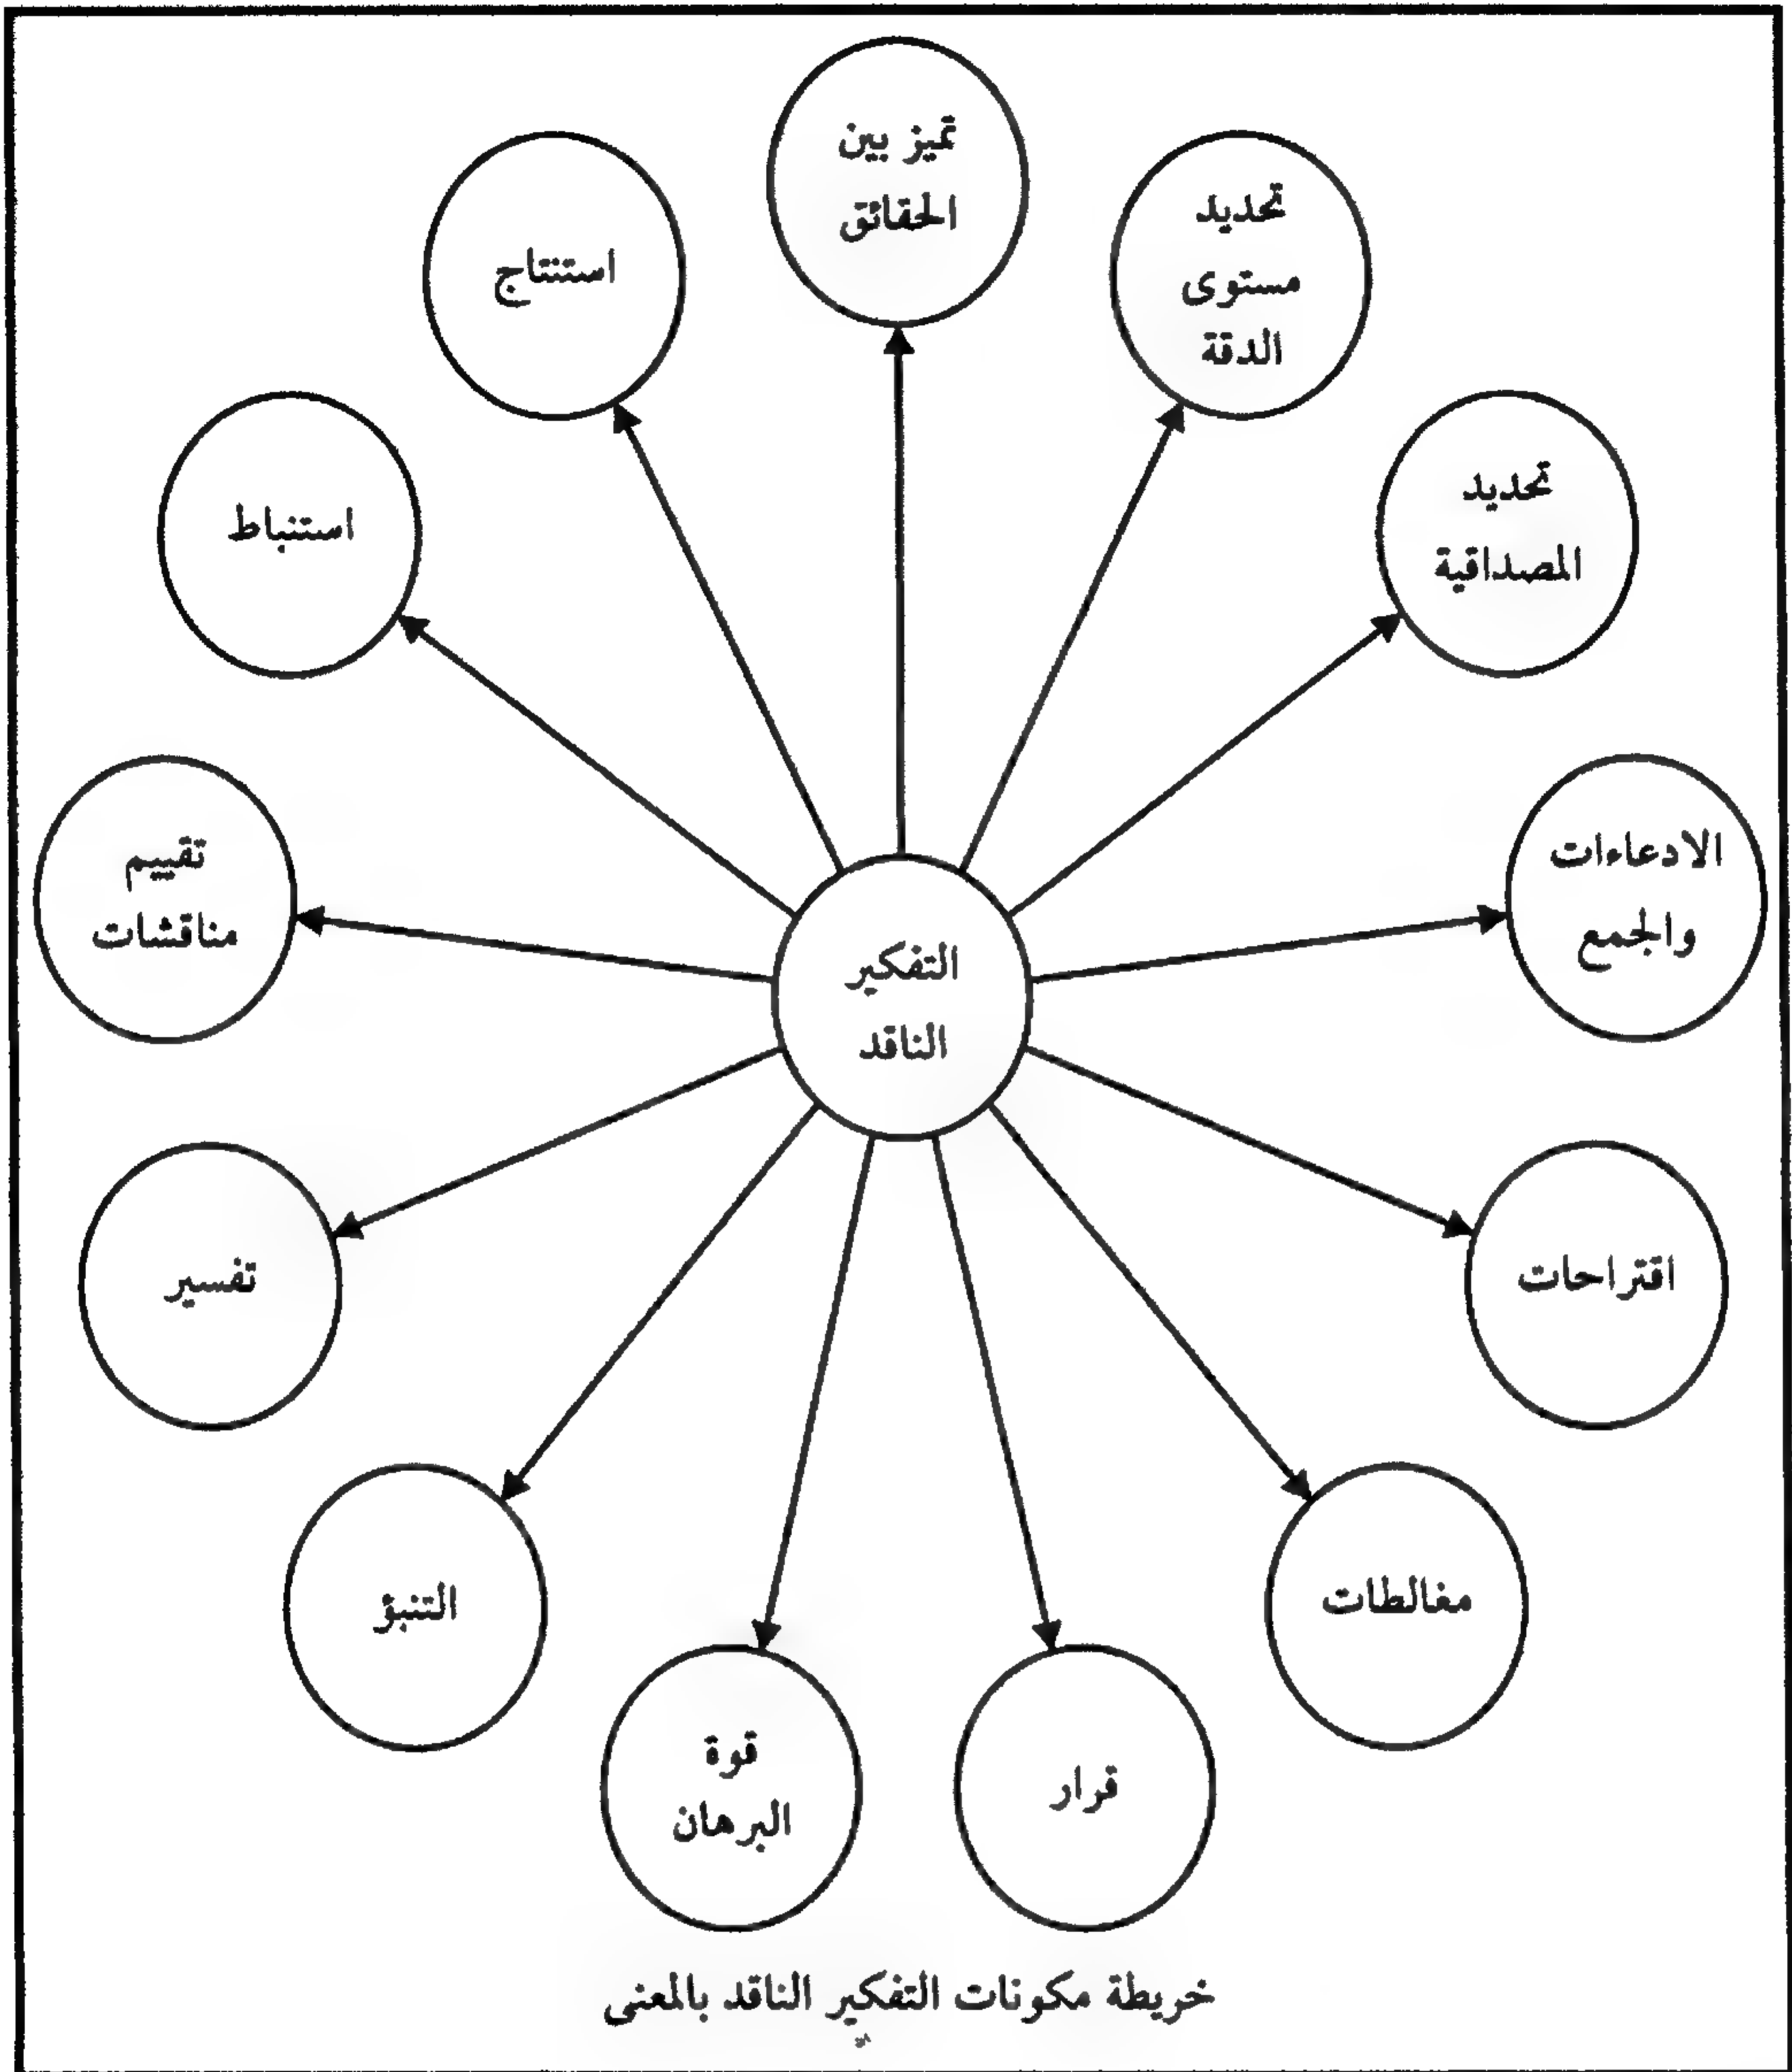 تميز بين
الحقائق
تحديد
مستوى
الدقة
تحديد
المصداقية
الادعاءات
والجمع
اقتراحات
مغالطات
قرار
قوة
البرهان
التنبؤ
تفسير
تقييم
مناقشات
استنباط
استنتاج
التفكير
الناقد
خريطة مكونات التفكير الناقد بالمعنى